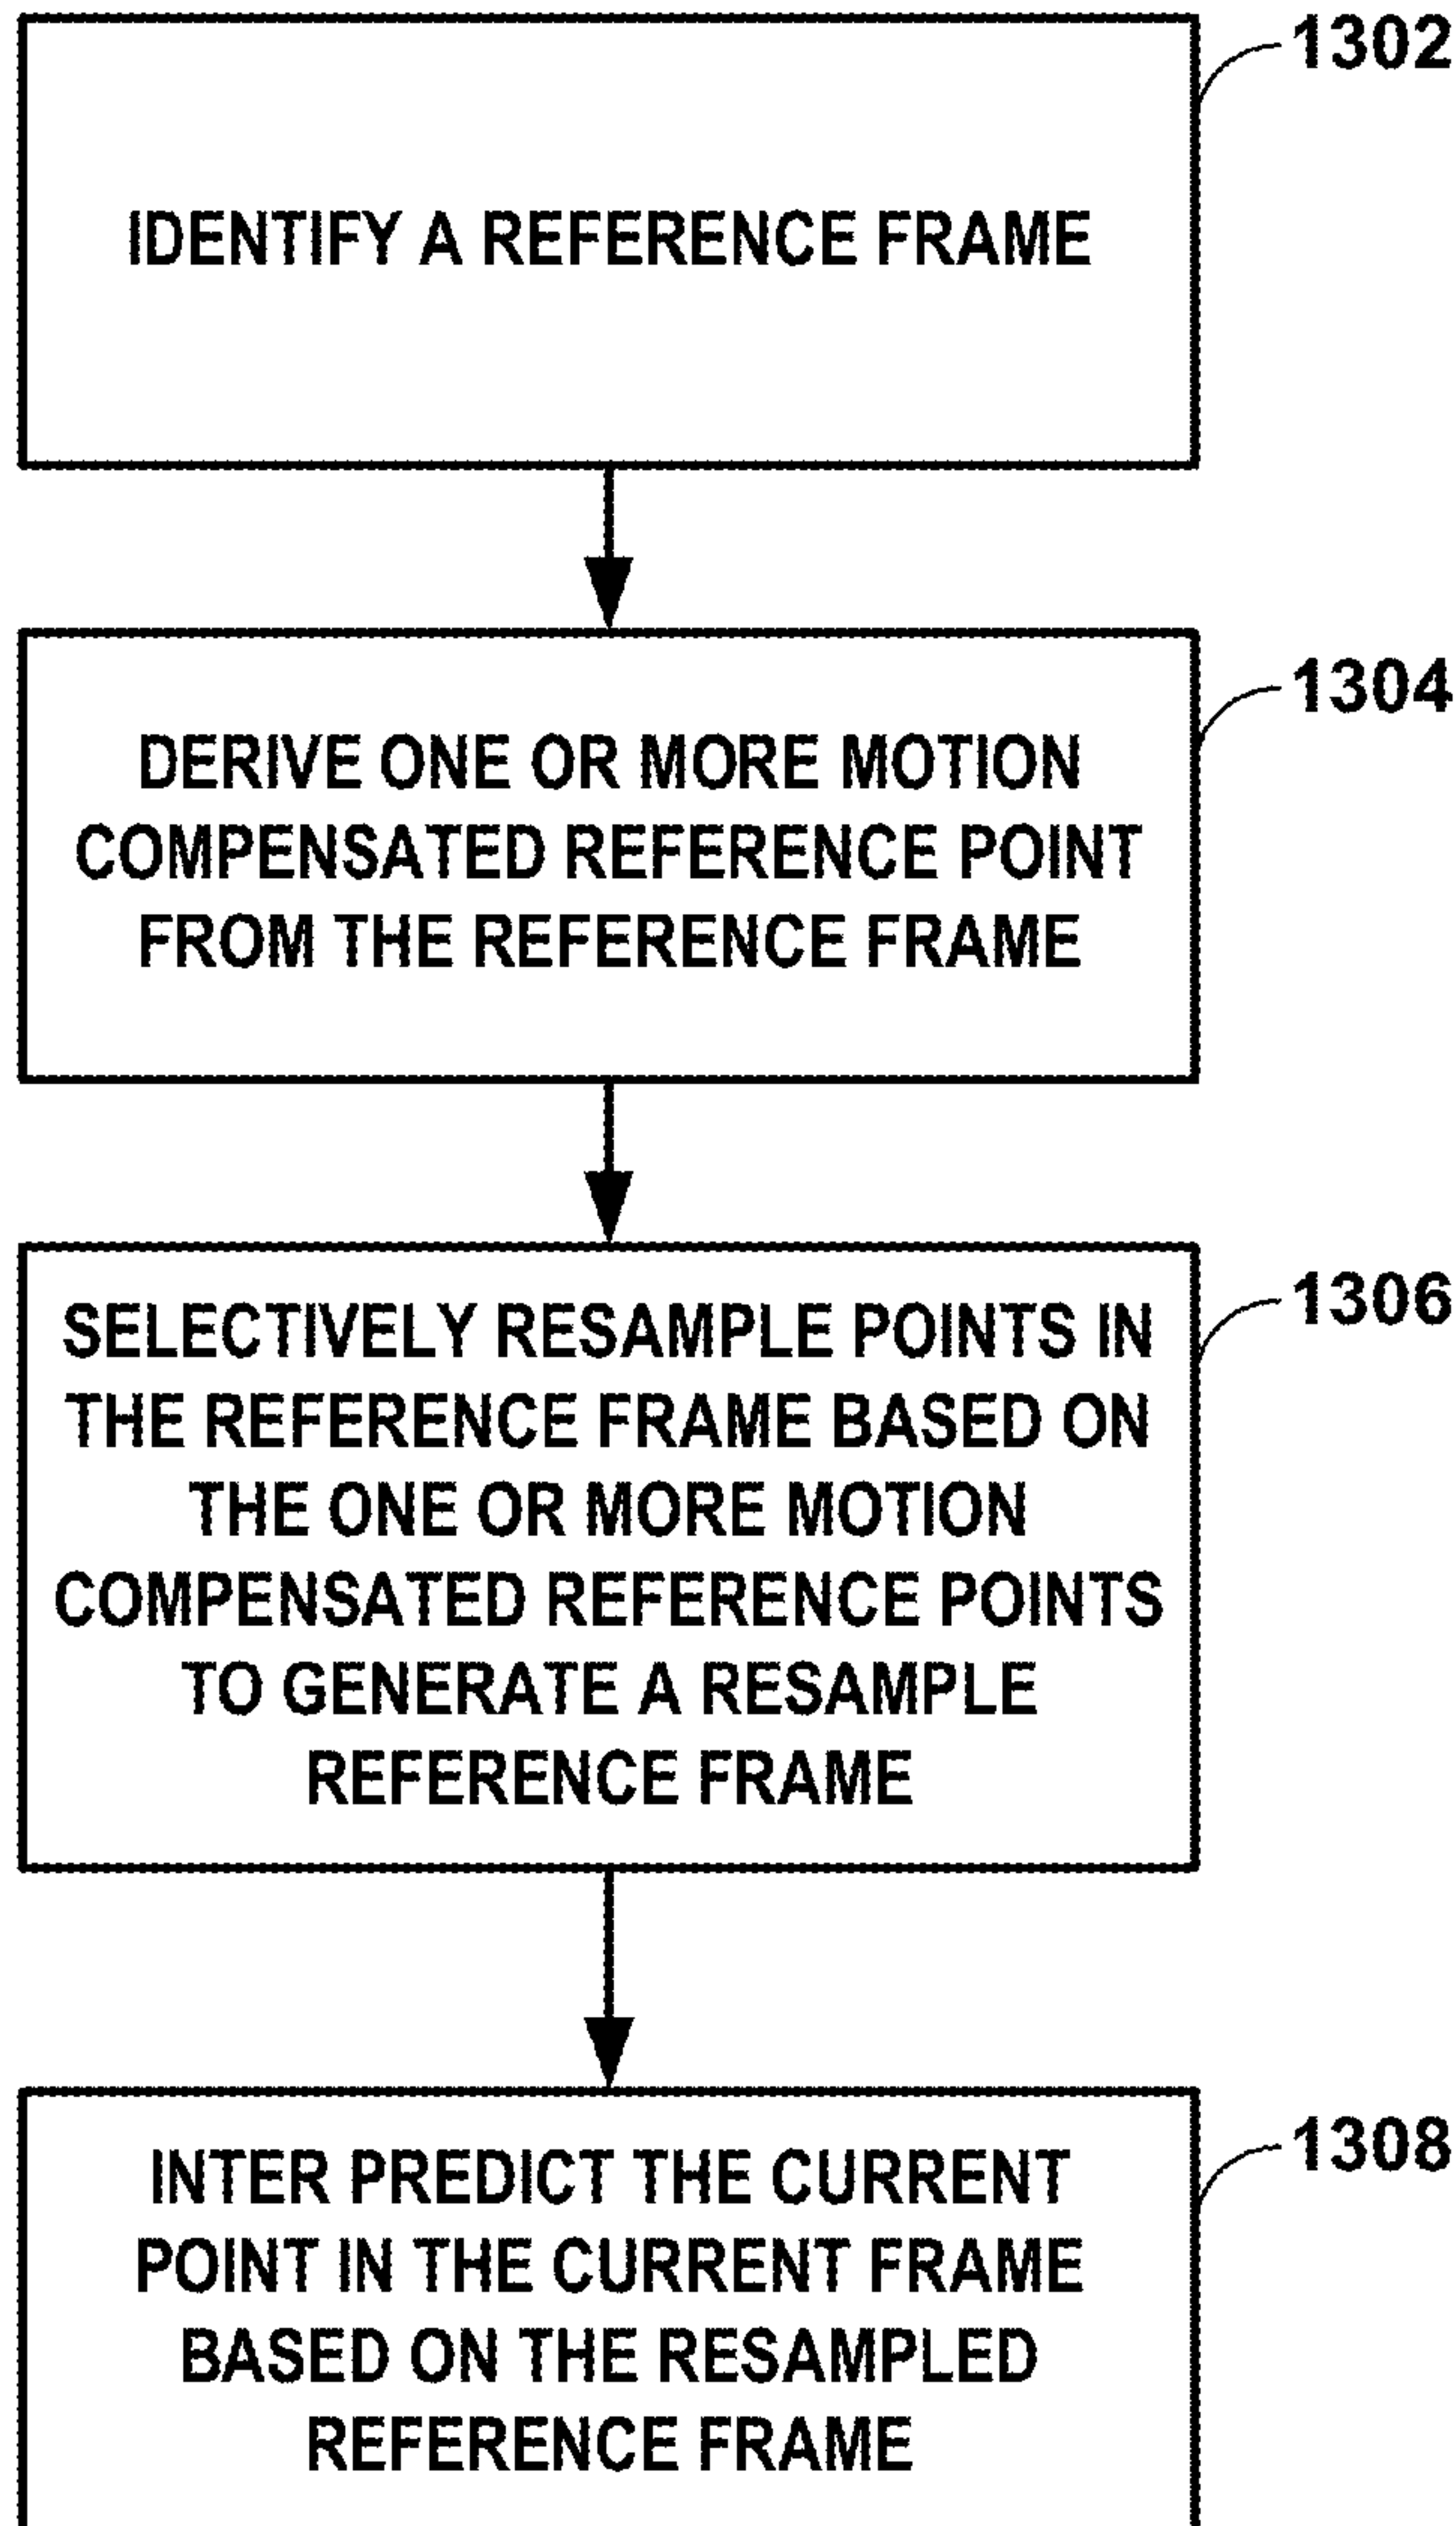 1302
IDENTIFY A REFERENCE FRAME
1304
DERIVE ONE OR MORE MOTION
COMPENSATED REFERENCE POINT
FROM THE REFERENCE FRAME
1306
SELECTIVELY RESAMPLE POINTS IN
THE REFERENCE FRAME BASED ON
THE ONE OR MORE MOTION
COMPENSATED REFERENCE POINTS
TO GENERATE A RESAMPLE
REFERENCE FRAME
1308
INTER PREDICT THE CURRENT
POINT IN THE CURRENT FRAME
BASED ON THE RESAMPLED
REFERENCE FRAME